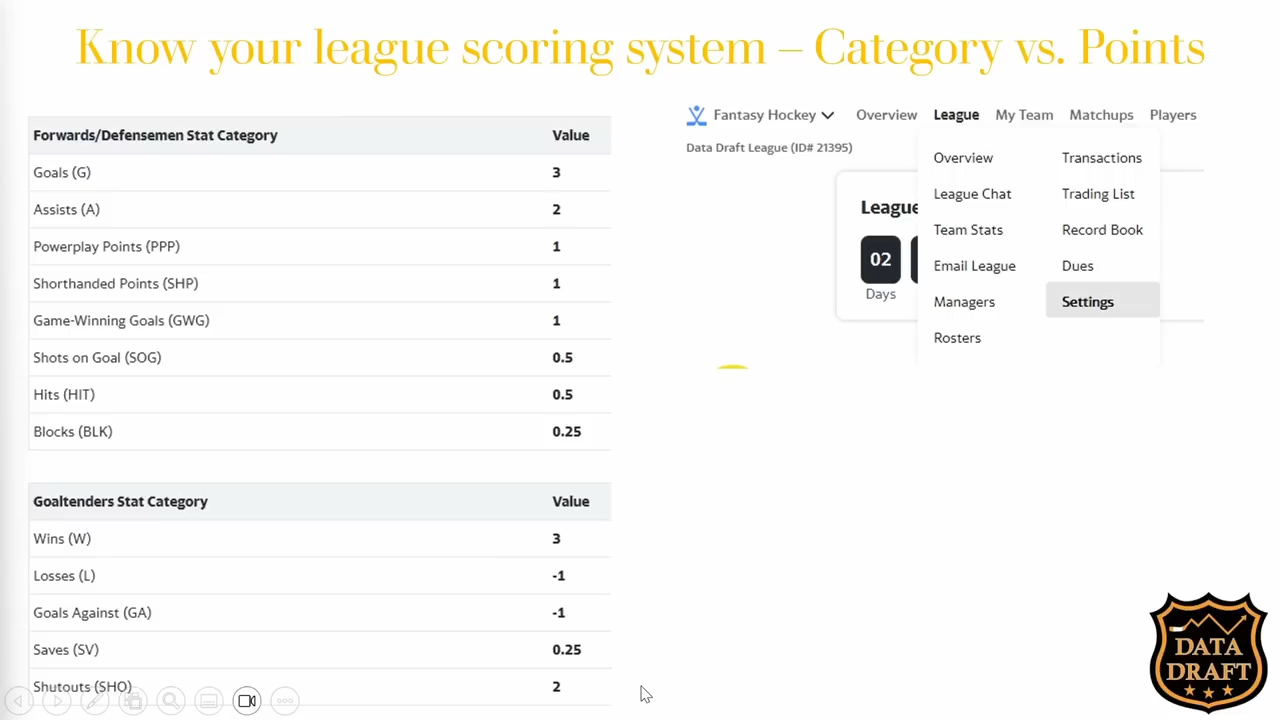 Know your league scoring system – Category vs. Points
Forwards/Defensemen Stat Category Value
Goals (G) 3
Assists (A) 2
Powerplay Points (PPP) 1
Shorthanded Points (SHP) 1
Game-Winning Goals (GWG) 1
Shots on Goal (SOG) 0.5
Hits (HIT) 0.5
Blocks (BLK) 0.25
Goaltenders Stat Category Value
Wins (W) 3
Losses (L) -1
Goals Against (GA) -1
Saves (SV) 0.25
Shutouts (SHO) 2
Fantasy Hockey Overview League My Team Matchups Players
Data Draft League (ID# 21395)
Overview Transactions
League Chat Trading List
Team Stats Record Book
Email League Dues
Managers Settings
Rosters
League
02
Days
DATA
DRAFT